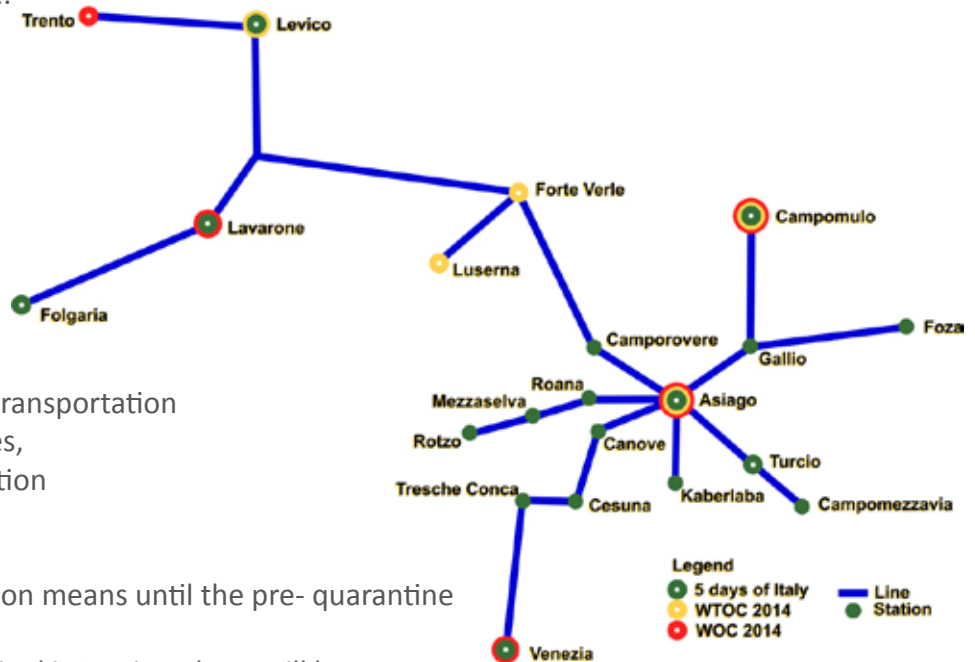 Trento
Levico
Forte Verle
Campomulo
Lavarone
Luserna
Folgaria
Foza
Camporovere
Gallio
Roana
Asiago
Mezzaselva
Rotzo
Canove
Turcio
Tresche Conca
Cesuna
Kaberlaba
Campomezzavia
ransportation
s,
tion
on means until the pre- quarantine
Legend
5 days of Italy
Line
WTOC 2014
Station
WOC 2014
Venezia